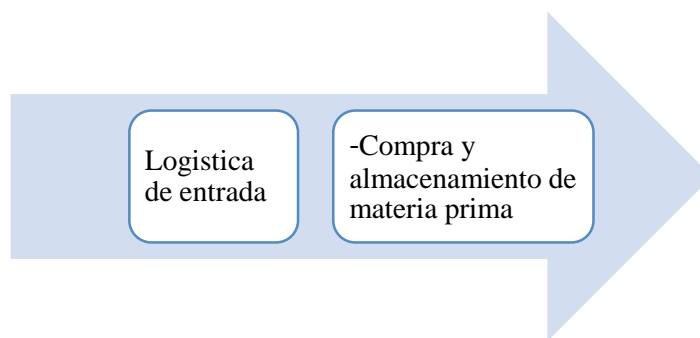 Logistica
de entrada
-Compra y
almacenamiento de
materia prima